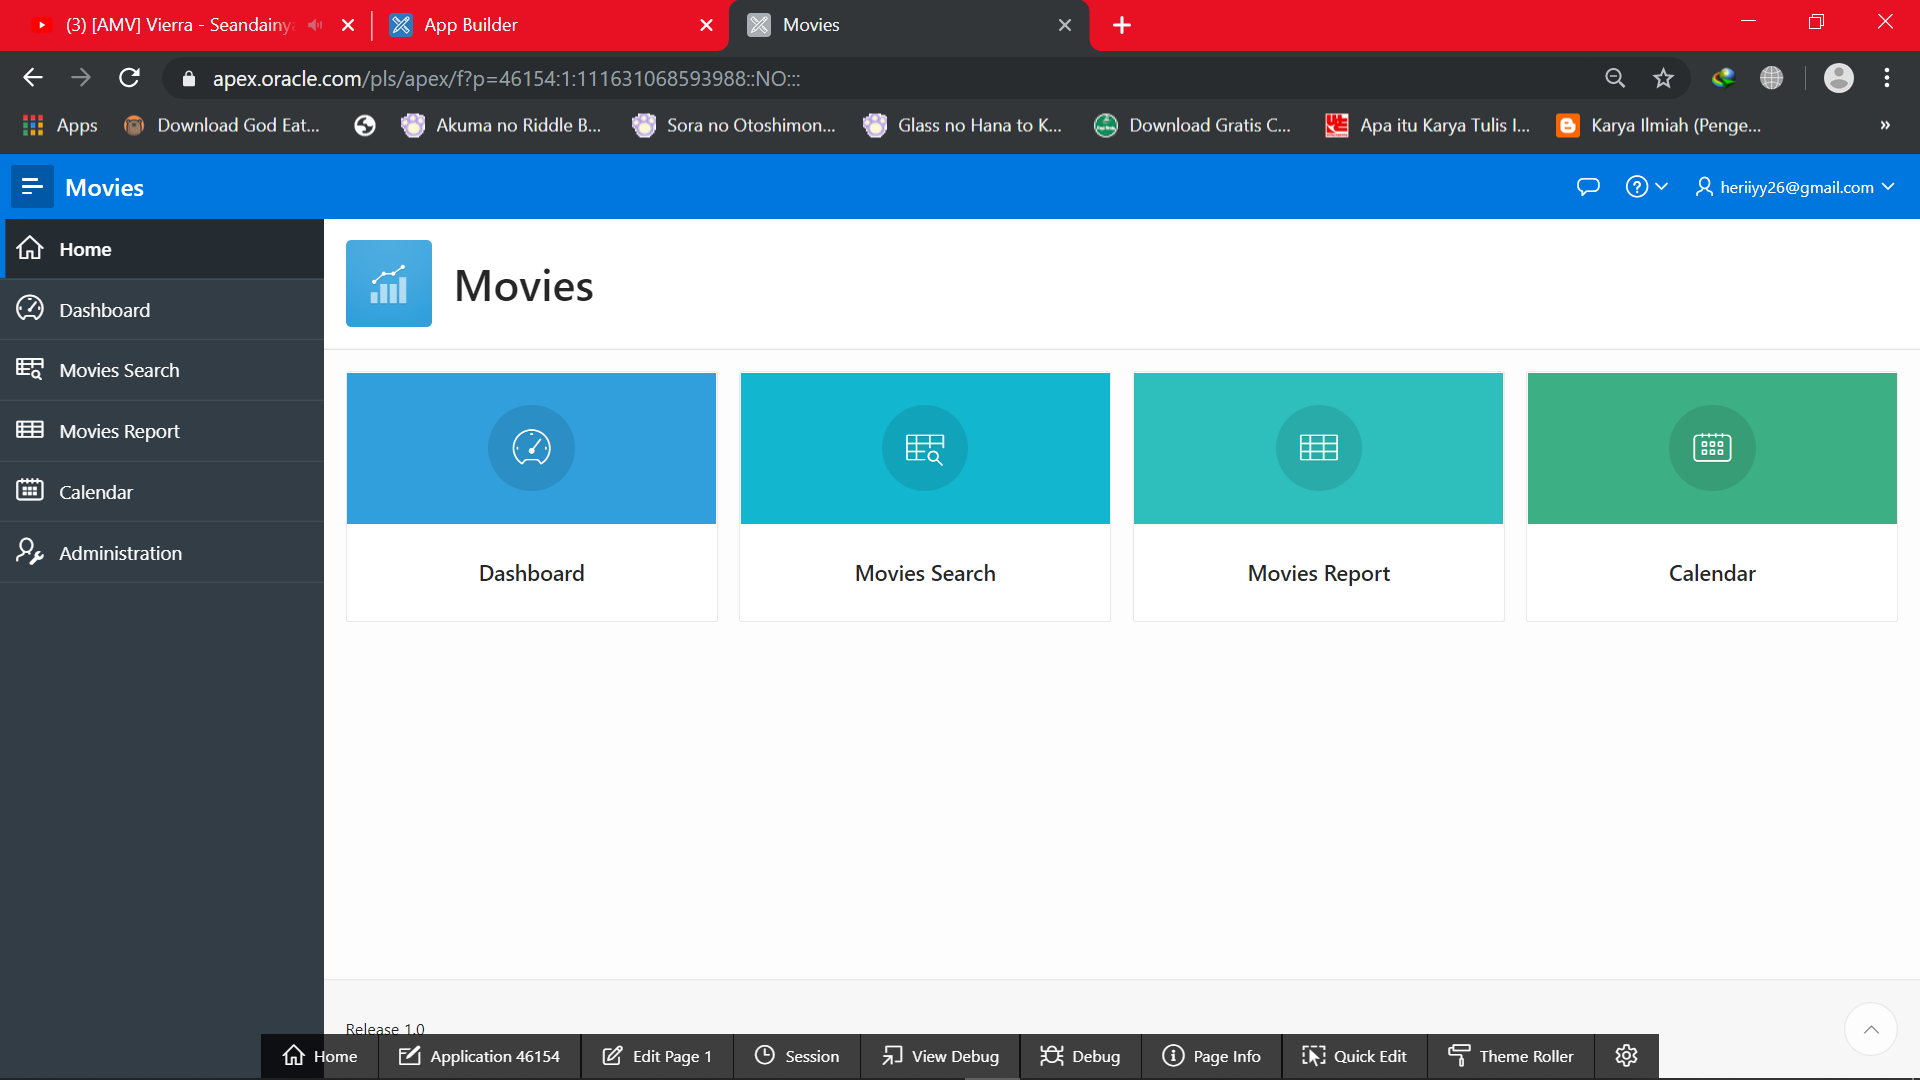 (3) [AMV] Vierra - Seandainya
App Builder
Movies
apex.oracle.com/pls/apex/f?p=46154:1:111631068593988::NO:::
Apps
Download God Eat...
Akuma no Riddle B...
Sora no Otoshimon...
Glass no Hana to K...
Download Gratis C...
Apa itu Karya Tulis I...
Karya Ilmiah (Penge...
»
Movies
heriiyy26@gmail.com
Home
Dashboard
Movies Search
Movies Report
Calendar
Administration
Movies
Dashboard
Movies Search
Movies Report
Calendar
Release 1.0
Home
Application 46154
Edit Page 1
Session
View Debug
Debug
Page Info
Quick Edit
Theme Roller